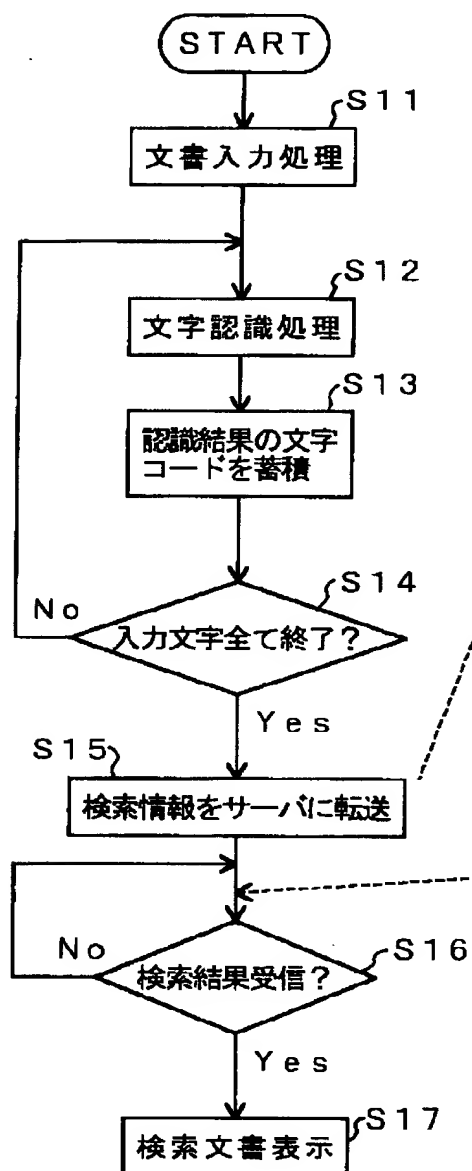 START
S11
文書入力処理
S12
文字認識処理
S13
認識結果の文字
コードを蓄積
S14
No
入力文字全て終了?
Yes
S15
検索情報をサーバに転送
No
S16
検索結果受信?
Yes
S17
検索文書表示